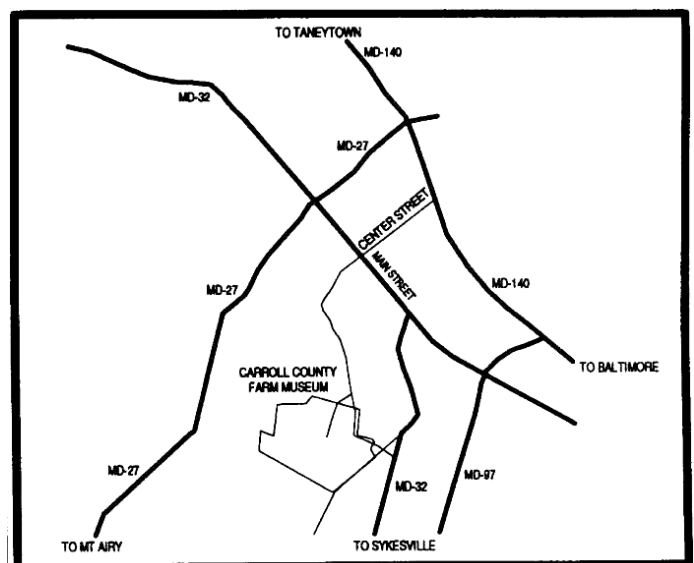 TO TANEYTOWN
MD-140
MD-32
MD-27
CENTER STREET
MAIN STREET
MD-27
MD-140
CARROLL COUNTY
FARM MUSEUM
TO BALTIMORE
MD-27
MD-32
MD-97
TO MT AIRY
TO SYKESVILLE